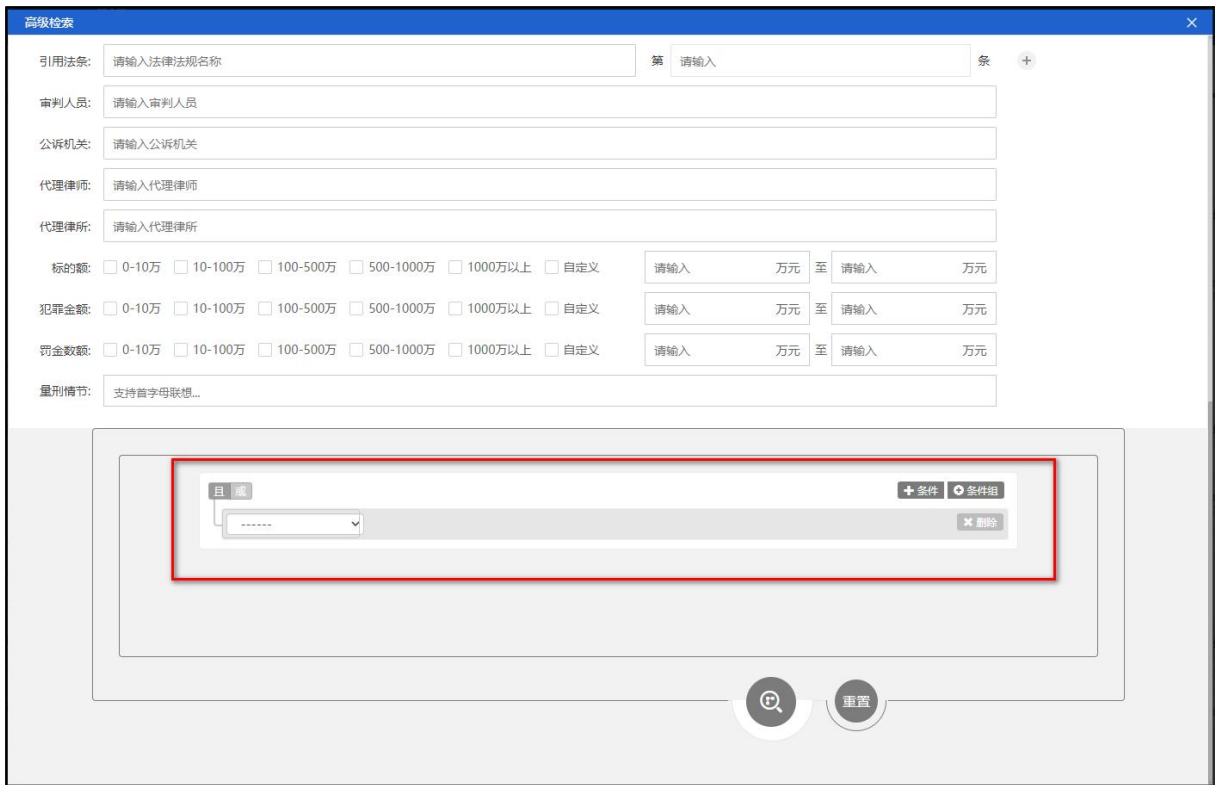 高级检索 ×
引用法条: 请输入法律法规名称 第 请输入 条 +
审判人员: 请输入审判人员
公诉机关: 请输入公诉机关
代理律师: 请输入代理律师
代理律所: 请输入代理律所
标的额: 0-10万 10-100万 100-500万 500-1000万 1000万以上 自定义 请输入 万元 至 请输入 万元
犯罪金额: 0-10万 10-100万 100-500万 500-1000万 1000万以上 自定义 请输入 万元 至 请输入 万元
罚金数额: 0-10万 10-100万 100-500万 500-1000万 1000万以上 自定义 请输入 万元 至 请输入 万元
量刑情节: 支持首字母联想...
且 或 条件 条件组
------ 删除
重置